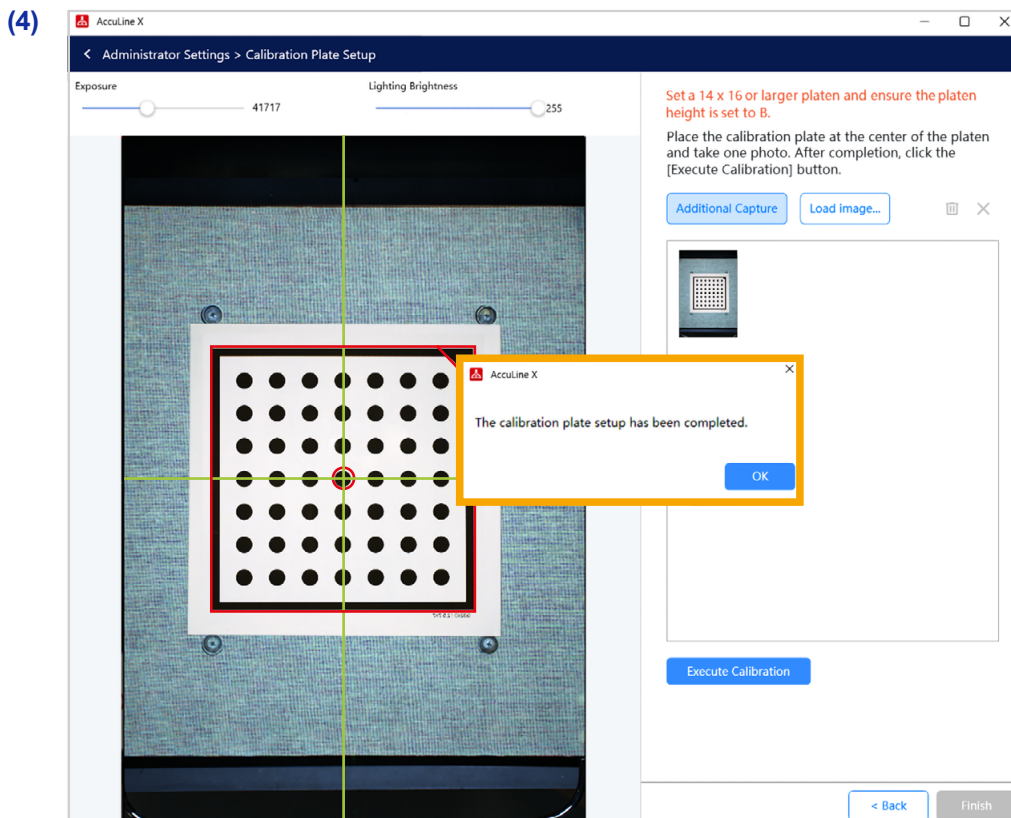 (4)
AccuLine X
< Administrator Settings > Calibration Plate Setup
Exposure
41717
Lighting Brightness
255
Set a 14 x 16 or larger platen and ensure the platen
height is set to B.
Place the calibration plate at the center of the platen
and take one photo. After completion, click the
[Execute Calibration] button.
Additional Capture
Load image...
AccuLine X
The calibration plate setup has been completed.
OK
Execute Calibration
< Back
Finish